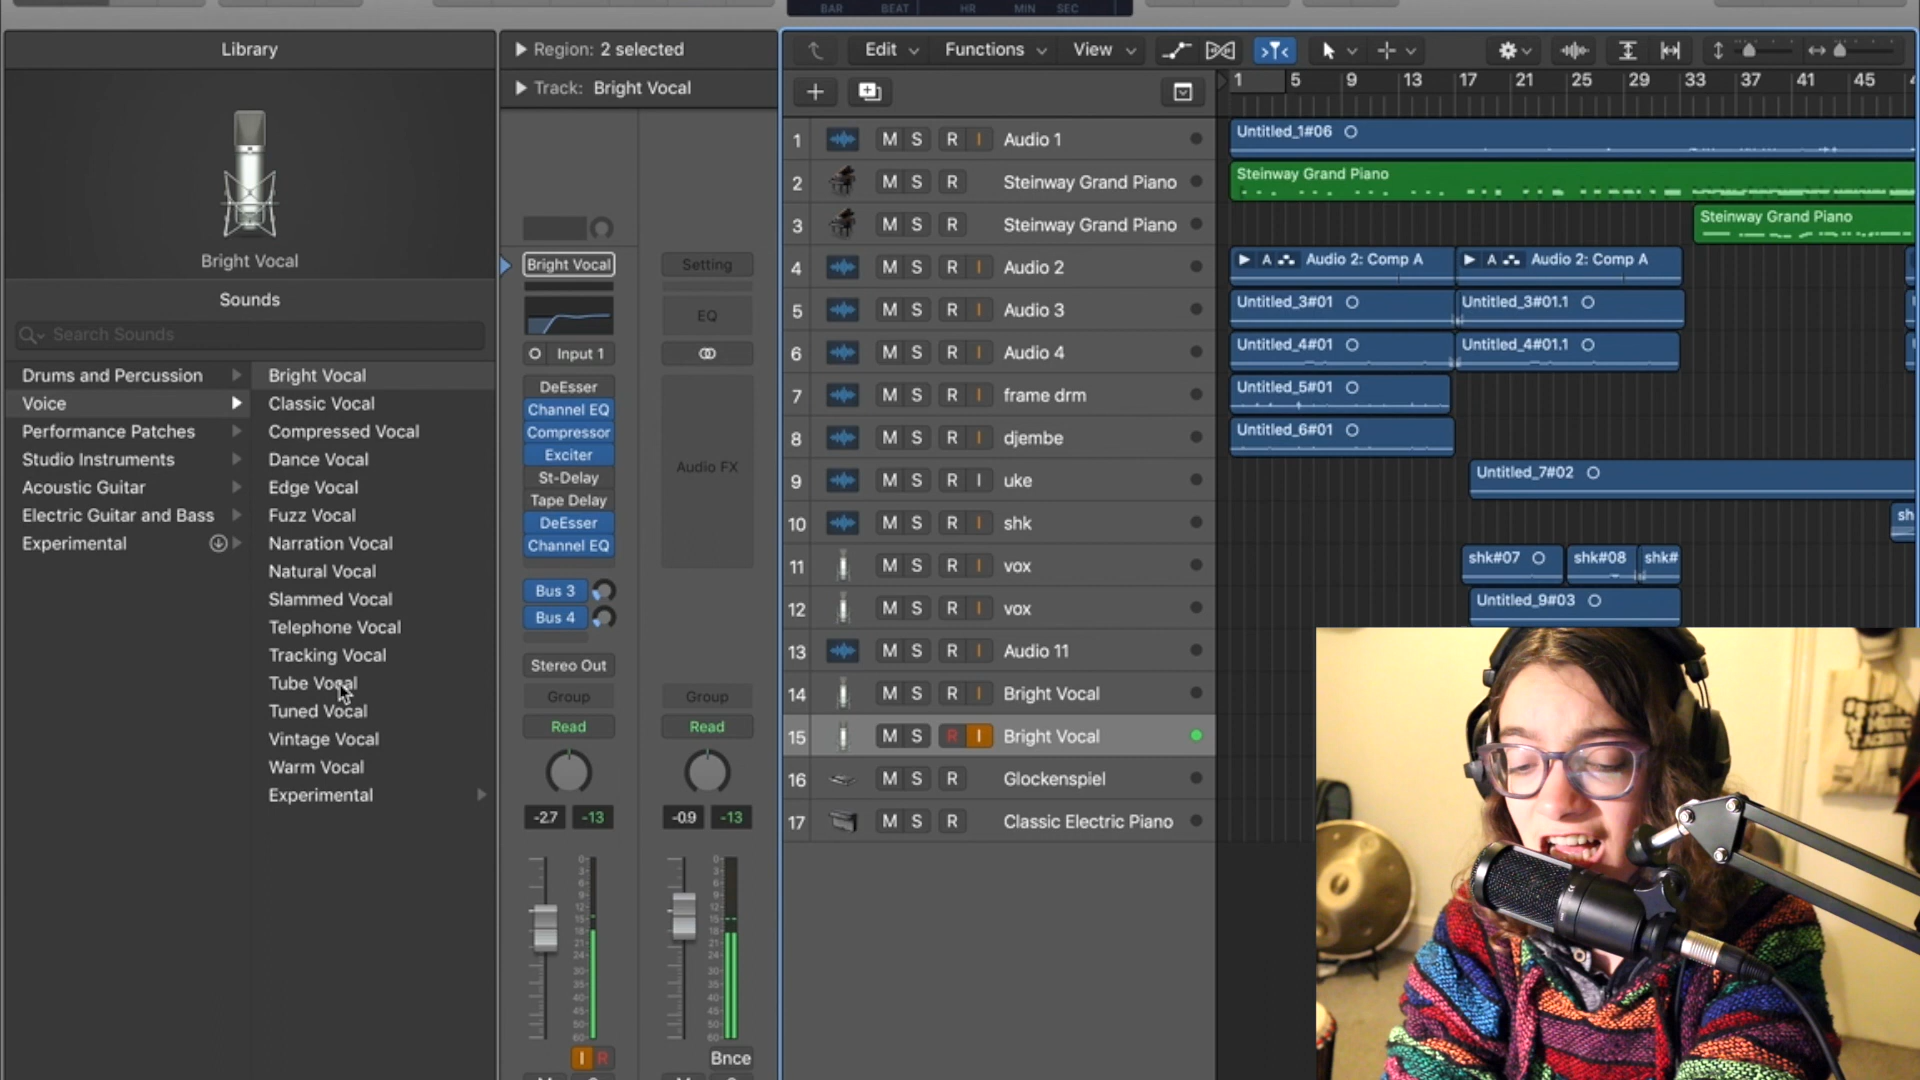 BAR BEAT HR MIN SEC
Library
Region: 2 selected
Edit Functions View
Track: Bright Vocal
1 5 9 13 17 21 25 29 33 37 41 45
Bright Vocal
Sounds
Search Sounds
Drums and Percussion
Voice
Performance Patches
Studio Instruments
Acoustic Guitar
Electric Guitar and Bass
Experimental
Bright Vocal
Classic Vocal
Compressed Vocal
Dance Vocal
Edge Vocal
Fuzz Vocal
Narration Vocal
Natural Vocal
Slammed Vocal
Telephone Vocal
Tracking Vocal
Tube Vocal
Tuned Vocal
Vintage Vocal
Warm Vocal
Experimental
Bright Vocal
Input 1
DeEsser
Channel EQ
Compressor
Exciter
St-Delay
Tape Delay
DeEsser
Channel EQ
Bus 3
Bus 4
Stereo Out
Group
Read
-2.7 -13
I R
Setting
EQ
Audio FX
Group
Read
-0.9 -13
Bnce
1 M S R I Audio 1
2 M S R Steinway Grand Piano
3 M S R Steinway Grand Piano
4 M S R I Audio 2
5 M S R I Audio 3
6 M S R I Audio 4
7 M S R I frame drm
8 M S R I djembe
9 M S R I uke
10 M S R I shk
11 M S R I vox
12 M S R I vox
13 M S R I Audio 11
14 M S R I Bright Vocal
15 M S R I Bright Vocal
16 M S R Glockenspiel
17 M S R Classic Electric Piano
Untitled_1#06
Steinway Grand Piano
Steinway Grand Piano
A Audio 2: Comp A A Audio 2: Comp A
Untitled_3#01 Untitled_3#01.1
Untitled_4#01 Untitled_4#01.1
Untitled_5#01
Untitled_6#01
Untitled_7#02
sh
shk#07 shk#08 shk#
Untitled_9#03